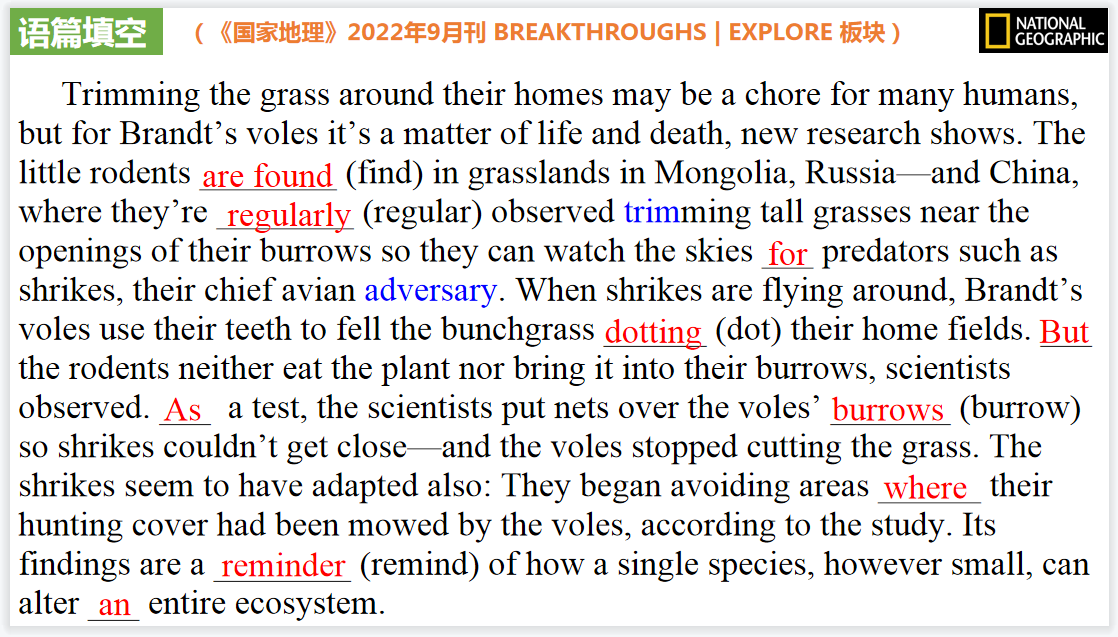 语篇填空
（《国家地理》2022年9月刊 BREAKTHROUGHS | EXPLORE 板块）
NATIONAL
GEOGRAPHIC
Trimming the grass around their homes may be a chore for many humans,
but for Brandt’s voles it’s a matter of life and death, new research shows. The
little rodents are found (find) in grasslands in Mongolia, Russia—and China,
where they’re regularly (regular) observed trimming tall grasses near the
openings of their burrows so they can watch the skies for predators such as
shrikes, their chief avian adversary. When shrikes are flying around, Brandt’s
voles use their teeth to fell the bunchgrass dotting (dot) their home fields. But
the rodents neither eat the plant nor bring it into their burrows, scientists
observed. As a test, the scientists put nets over the voles’ burrows (burrow)
so shrikes couldn’t get close—and the voles stopped cutting the grass. The
shrikes seem to have adapted also: They began avoiding areas where their
hunting cover had been mowed by the voles, according to the study. Its
findings are a reminder (remind) of how a single species, however small, can
alter an entire ecosystem.